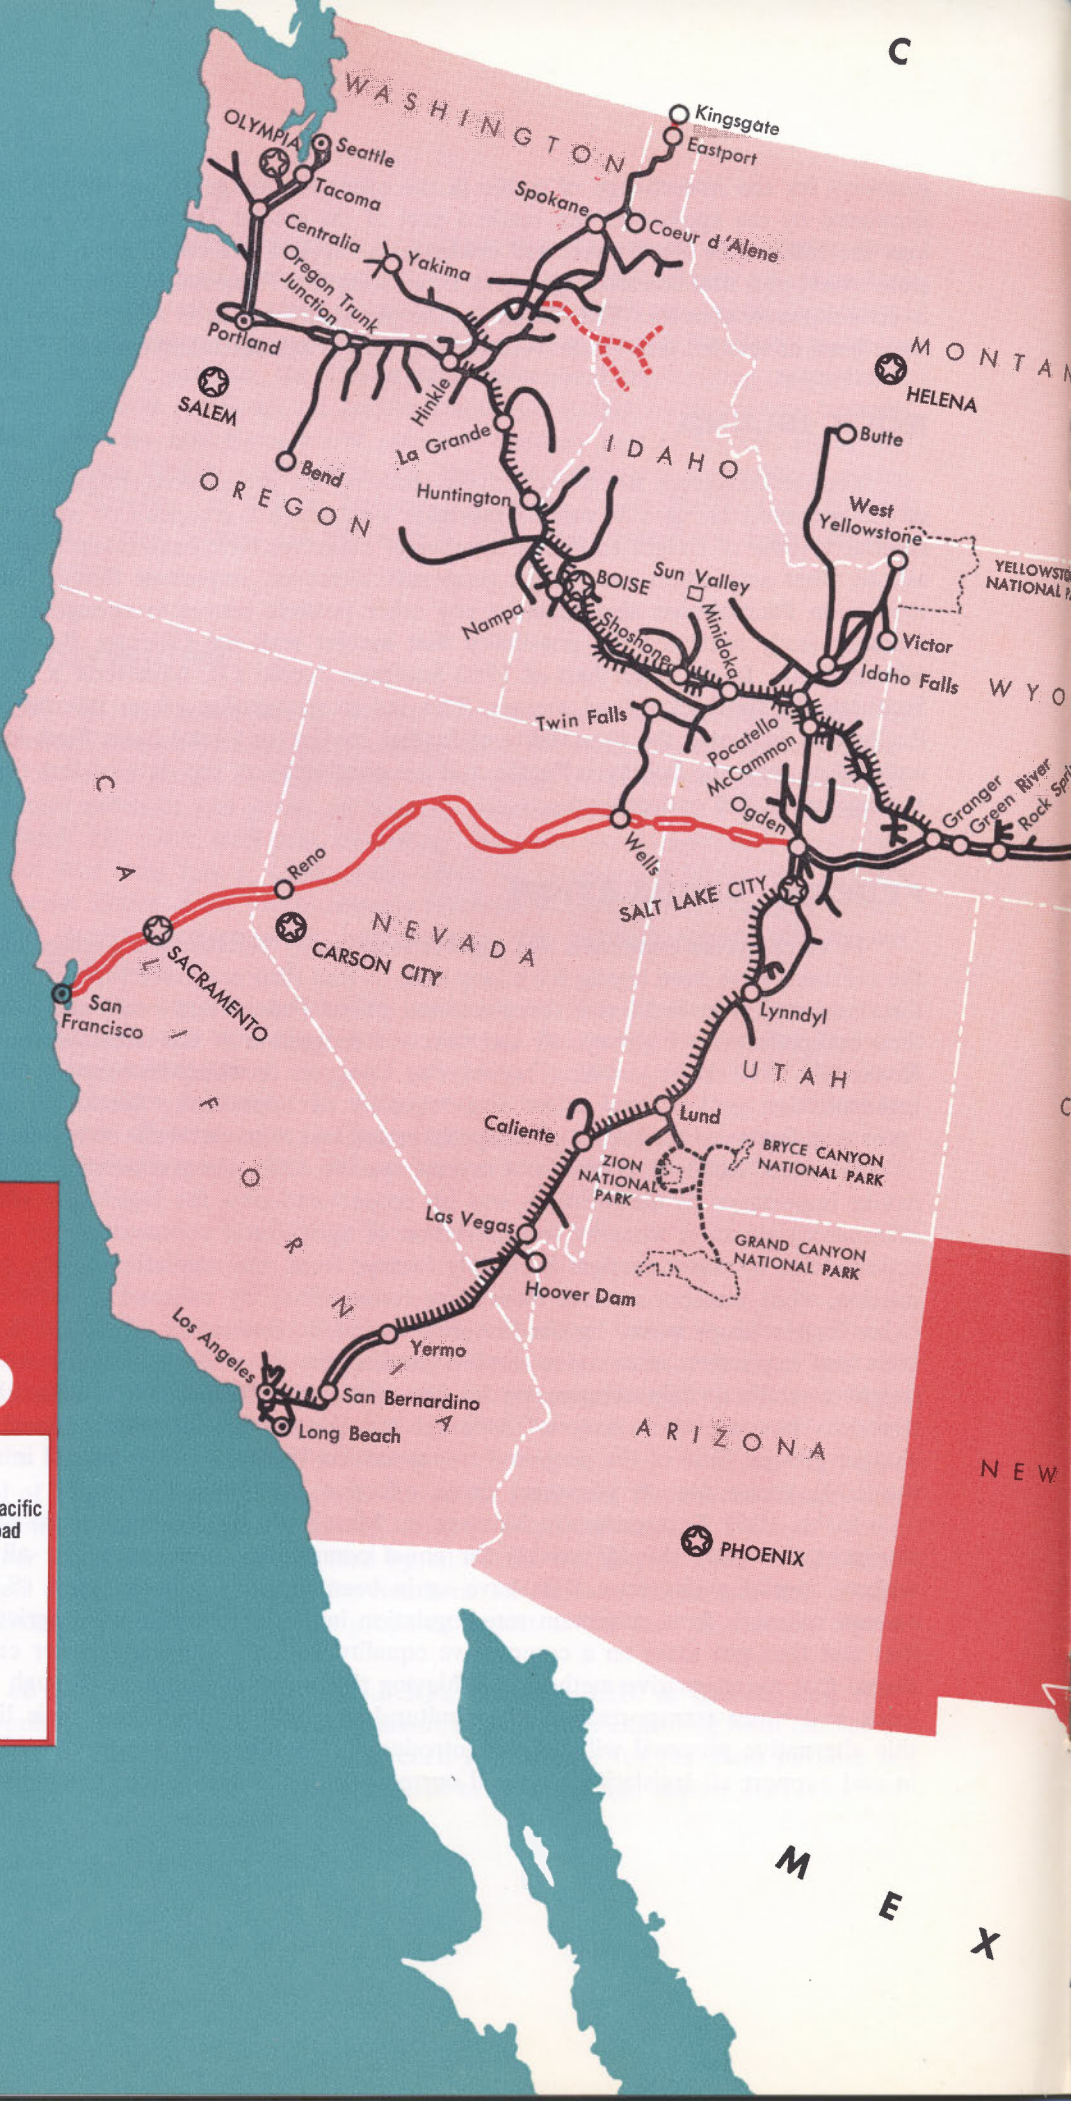 C
WASHINGTON
Kingsgate
Eastport
OLYMPIA
Seattle
Tacoma
Spokane
Coeur d'Alene
Centralia
Yakima
Oregon Trunk
Junction
Portland
MONTAN
HELENA
SALEM
Hinkle
La Grande
IDAHO
Butte
Bend
OREGON
Huntington
West
Yellowstone
YELLOWSTO
NATIONAL P
BOISE
Sun Valley
Nampa
Shoshone
Minidoka
Victor
Idaho Falls
WYO
Twin Falls
Pocatello
McCammon
Ogden
Granger
Green River
Rock Spri
Wells
Reno
SALT LAKE CITY
NEVADA
CARSON CITY
SACRAMENTO
San
Francisco
CALIFORNIA
Lynndyl
UTAH
C
Lund
Caliente
ZION
NATIONAL
PARK
BRYCE CANYON
NATIONAL PARK
Las Vegas
GRAND CANYON
NATIONAL PARK
Hoover Dam
Los Angeles
Yermo
San Bernardino
Long Beach
ARIZONA
NEW
acific
oad
PHOENIX
MEX